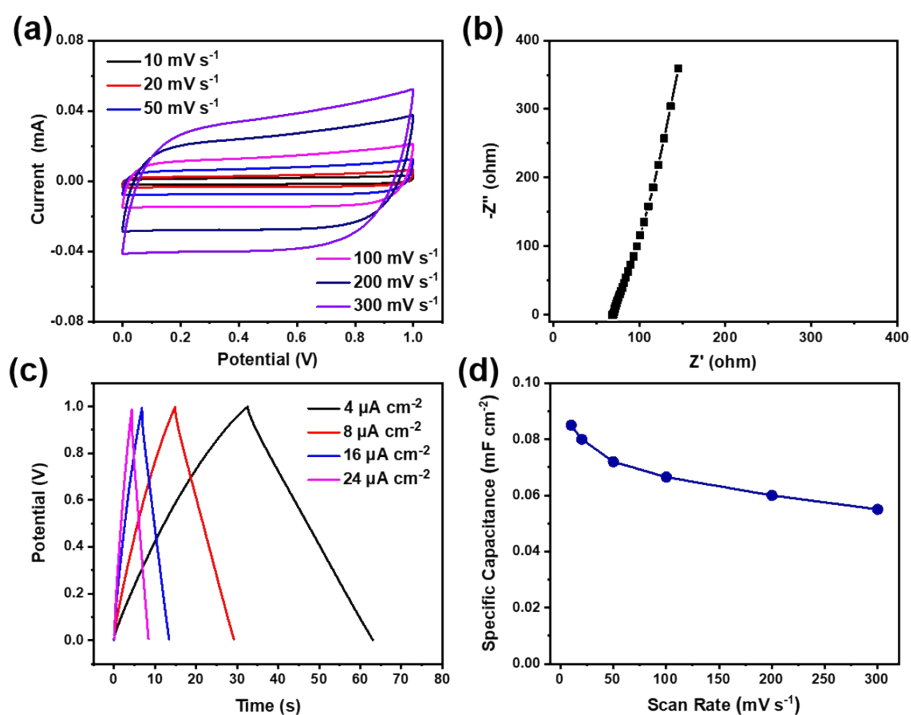 (a)
0.08
0.04
0.00
-0.04
-0.08
Current (mA)
10 mV s⁻¹
20 mV s⁻¹
50 mV s⁻¹
100 mV s⁻¹
200 mV s⁻¹
300 mV s⁻¹
0.0 0.2 0.4 0.6 0.8 1.0
Potential (V)
(b)
400
300
200
100
0
-Z'' (ohm)
0 100 200 300 400
Z' (ohm)
(c)
1.0
0.8
0.6
0.4
0.2
0.0
Potential (V)
4 μA cm⁻²
8 μA cm⁻²
16 μA cm⁻²
24 μA cm⁻²
0 10 20 30 40 50 60 70 80
Time (s)
(d)
0.10
0.08
0.06
0.04
0.02
0.00
Specific Capacitance (mF cm⁻²)
0 50 100 150 200 250 300
Scan Rate (mV s⁻¹)